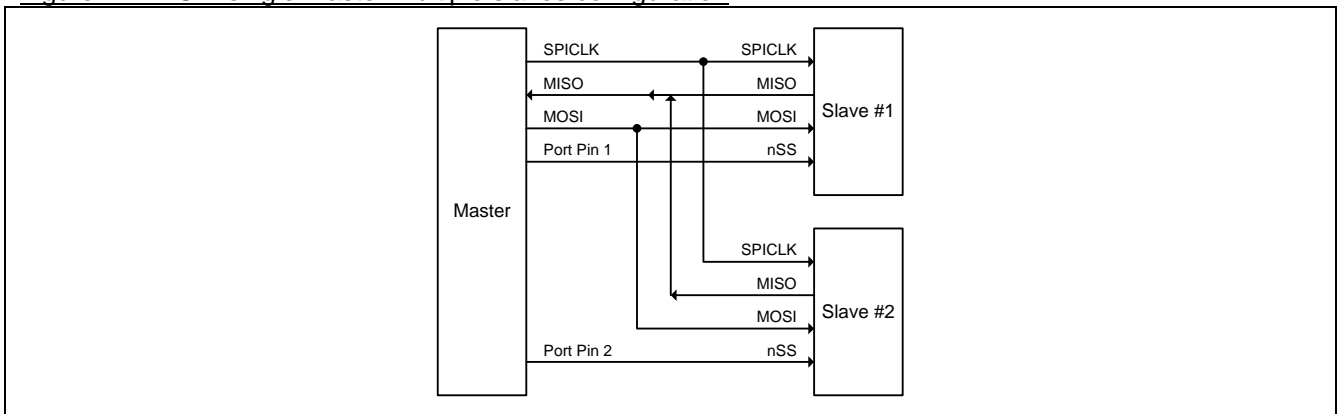 SPICLK SPICLK
MISO MISO
MOSI MOSI
Port Pin 1 nSS
Slave #1
Master
SPICLK
MISO
MOSI
Slave #2
Port Pin 2 nSS